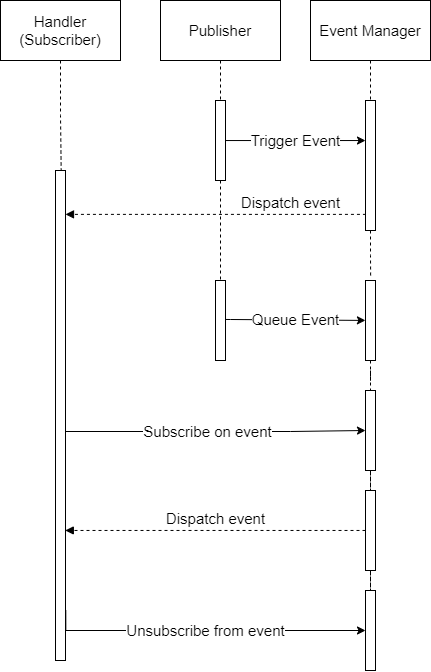 Handler
(Subscriber)
Publisher
Event Manager
Trigger Event
Dispatch event
Queue Event
Subscribe on event
Dispatch event
Unsubscribe from event